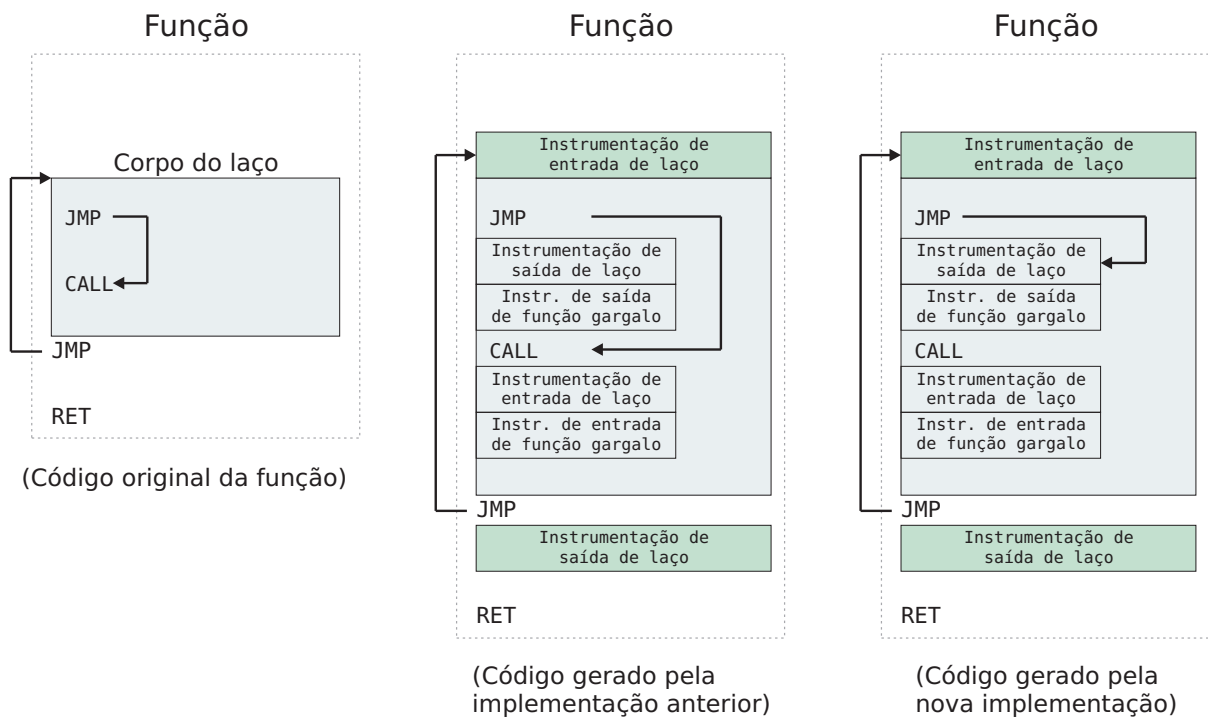 Função
Corpo do laço
JMP
CALL
JMP
RET
(Código original da função)
Função
Instrumentação de
entrada de laço
JMP
Instrumentação de
saída de laço
Instr. de saída
de função gargalo
CALL
Instrumentação de
entrada de laço
Instr. de entrada
de função gargalo
JMP
Instrumentação de
saída de laço
RET
(Código gerado pela
implementação anterior)
Função
Instrumentação de
entrada de laço
JMP
Instrumentação de
saída de laço
Instr. de saída
de função gargalo
CALL
Instrumentação de
entrada de laço
Instr. de entrada
de função gargalo
JMP
Instrumentação de
saída de laço
RET
(Código gerado pela
nova implementação)